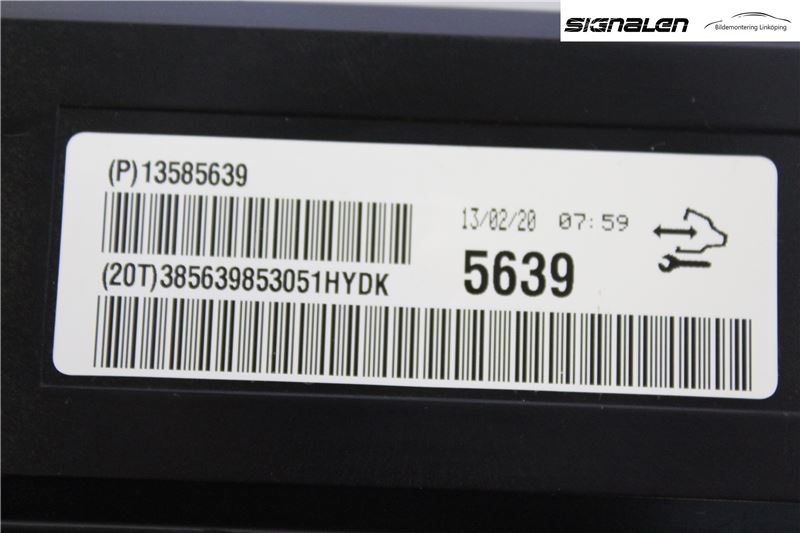 SIGNALEN
Bildemontering Linköping
(P)13585639
13/02/20 07:59
5639
(20T)385639853051HYDK